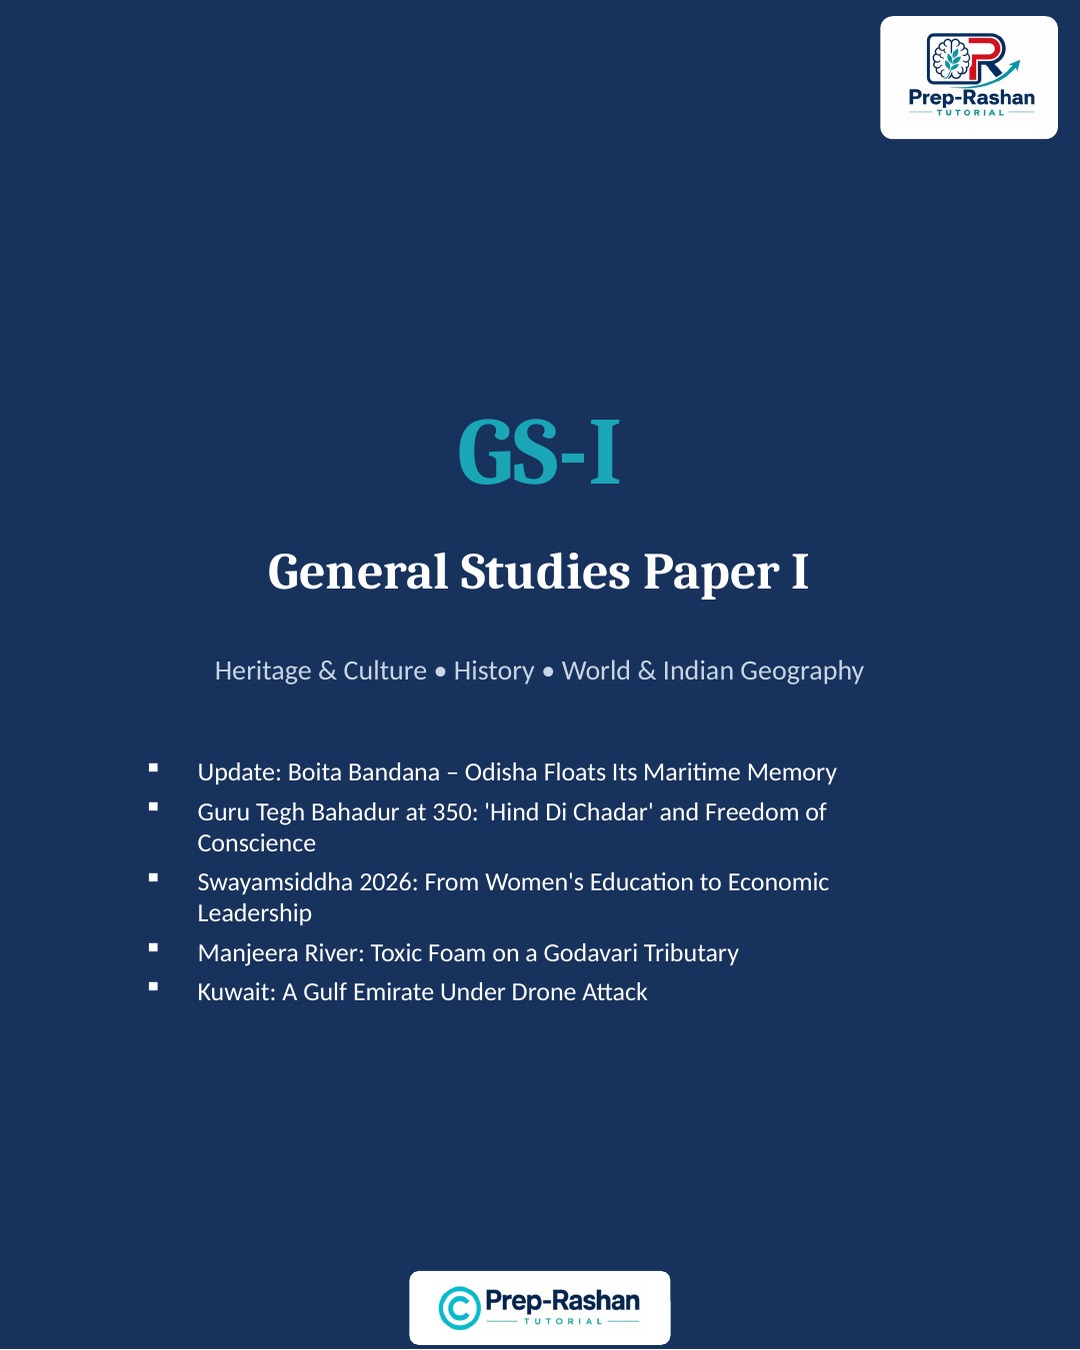 Prep-Rashan
TUTORIAL
GS-I
General Studies Paper I
Heritage & Culture • History • World & Indian Geography
▪ Update: Boita Bandana – Odisha Floats Its Maritime Memory
▪ Guru Tegh Bahadur at 350: 'Hind Di Chadar' and Freedom of
Conscience
▪ Swayamsiddha 2026: From Women's Education to Economic
Leadership
▪ Manjeera River: Toxic Foam on a Godavari Tributary
▪ Kuwait: A Gulf Emirate Under Drone Attack
© Prep-Rashan
TUTORIAL